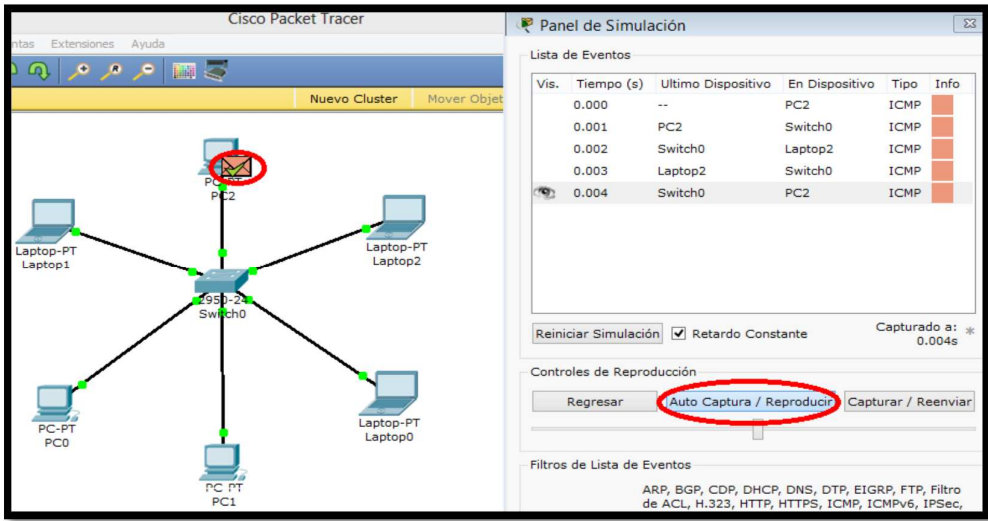 Cisco Packet Tracer
ntas Extensiones Ayuda
Nuevo Cluster Mover Objet
PC-PT
PC2
Laptop-PT
Laptop1
Laptop-PT
Laptop2
2950-24
Switch0
PC-PT
PC0
Laptop-PT
Laptop0
PC-PT
PC1
Panel de Simulación
Lista de Eventos
Vis. Tiempo (s) Ultimo Dispositivo En Dispositivo Tipo Info
0.000 -- PC2 ICMP
0.001 PC2 Switch0 ICMP
0.002 Switch0 Laptop2 ICMP
0.003 Laptop2 Switch0 ICMP
0.004 Switch0 PC2 ICMP
Reiniciar Simulación Retardo Constante Capturado a: *
0.004s
Controles de Reproducción
Regresar Auto Captura / Reproducir Capturar / Reenviar
Filtros de Lista de Eventos
ARP, BGP, CDP, DHCP, DNS, DTP, EIGRP, FTP, Filtro
de ACL, H.323, HTTP, HTTPS, ICMP, ICMPv6, IPSec,